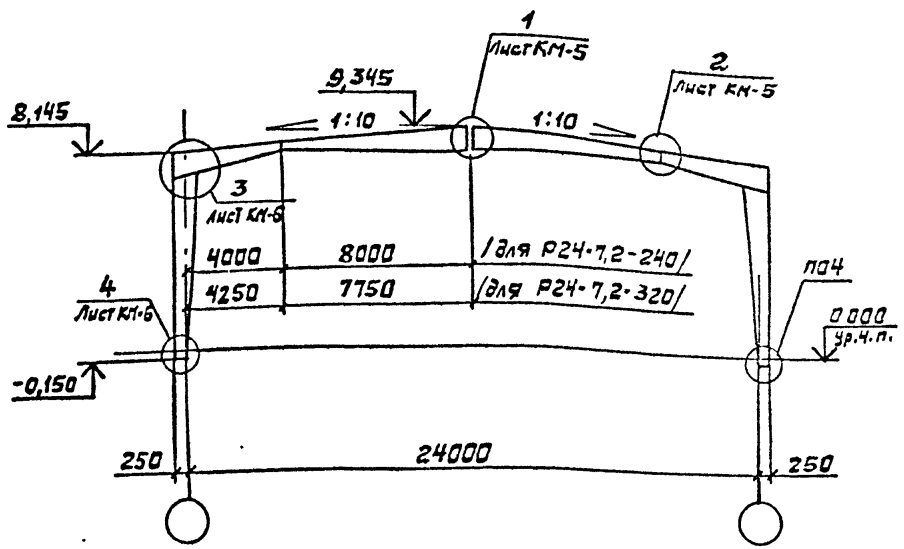 1
Лист КМ-5
2
Лист КМ-5
9,345
8,145
1:10
1:10
3
Лист КМ-6
4000
8000
/для Р24-7,2-240/
4250
7750
/для Р24-7,2-320/
4
Лист КМ-6
по4
0 000
ур.ч.п.
-0,150
250
24000
250